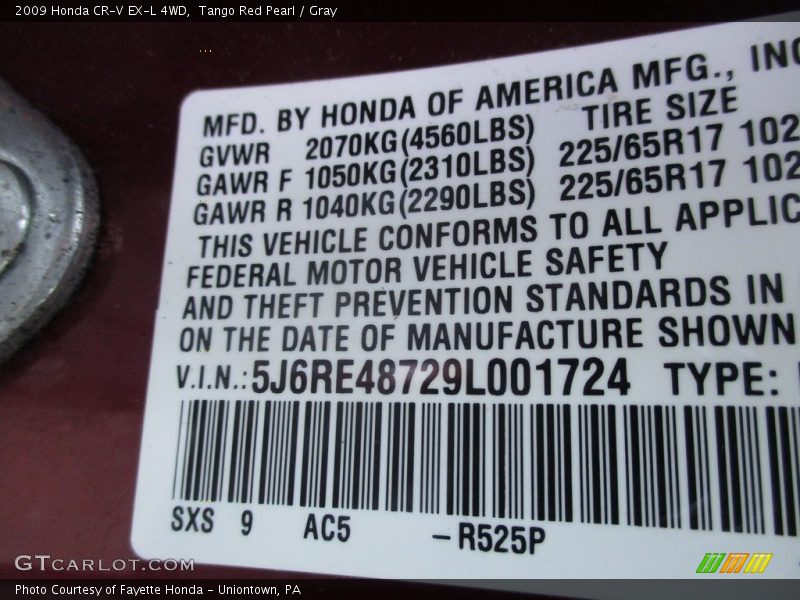 2009 Honda CR-V EX-L 4WD, Tango Red Pearl / Gray
MFD. BY HONDA OF AMERICA MFG., INC
GVWR 2070KG(4560LBS) TIRE SIZE
GAWR F 1050KG(2310LBS) 225/65R17 102
GAWR R 1040KG(2290LBS) 225/65R17 102
THIS VEHICLE CONFORMS TO ALL APPLIC
FEDERAL MOTOR VEHICLE SAFETY
AND THEFT PREVENTION STANDARDS IN
ON THE DATE OF MANUFACTURE SHOWN
V.I.N.: 5J6RE48729L001724 TYPE:
SXS 9 AC5 –R525P
GTCARLOT.COM
Photo Courtesy of Fayette Honda - Uniontown, PA